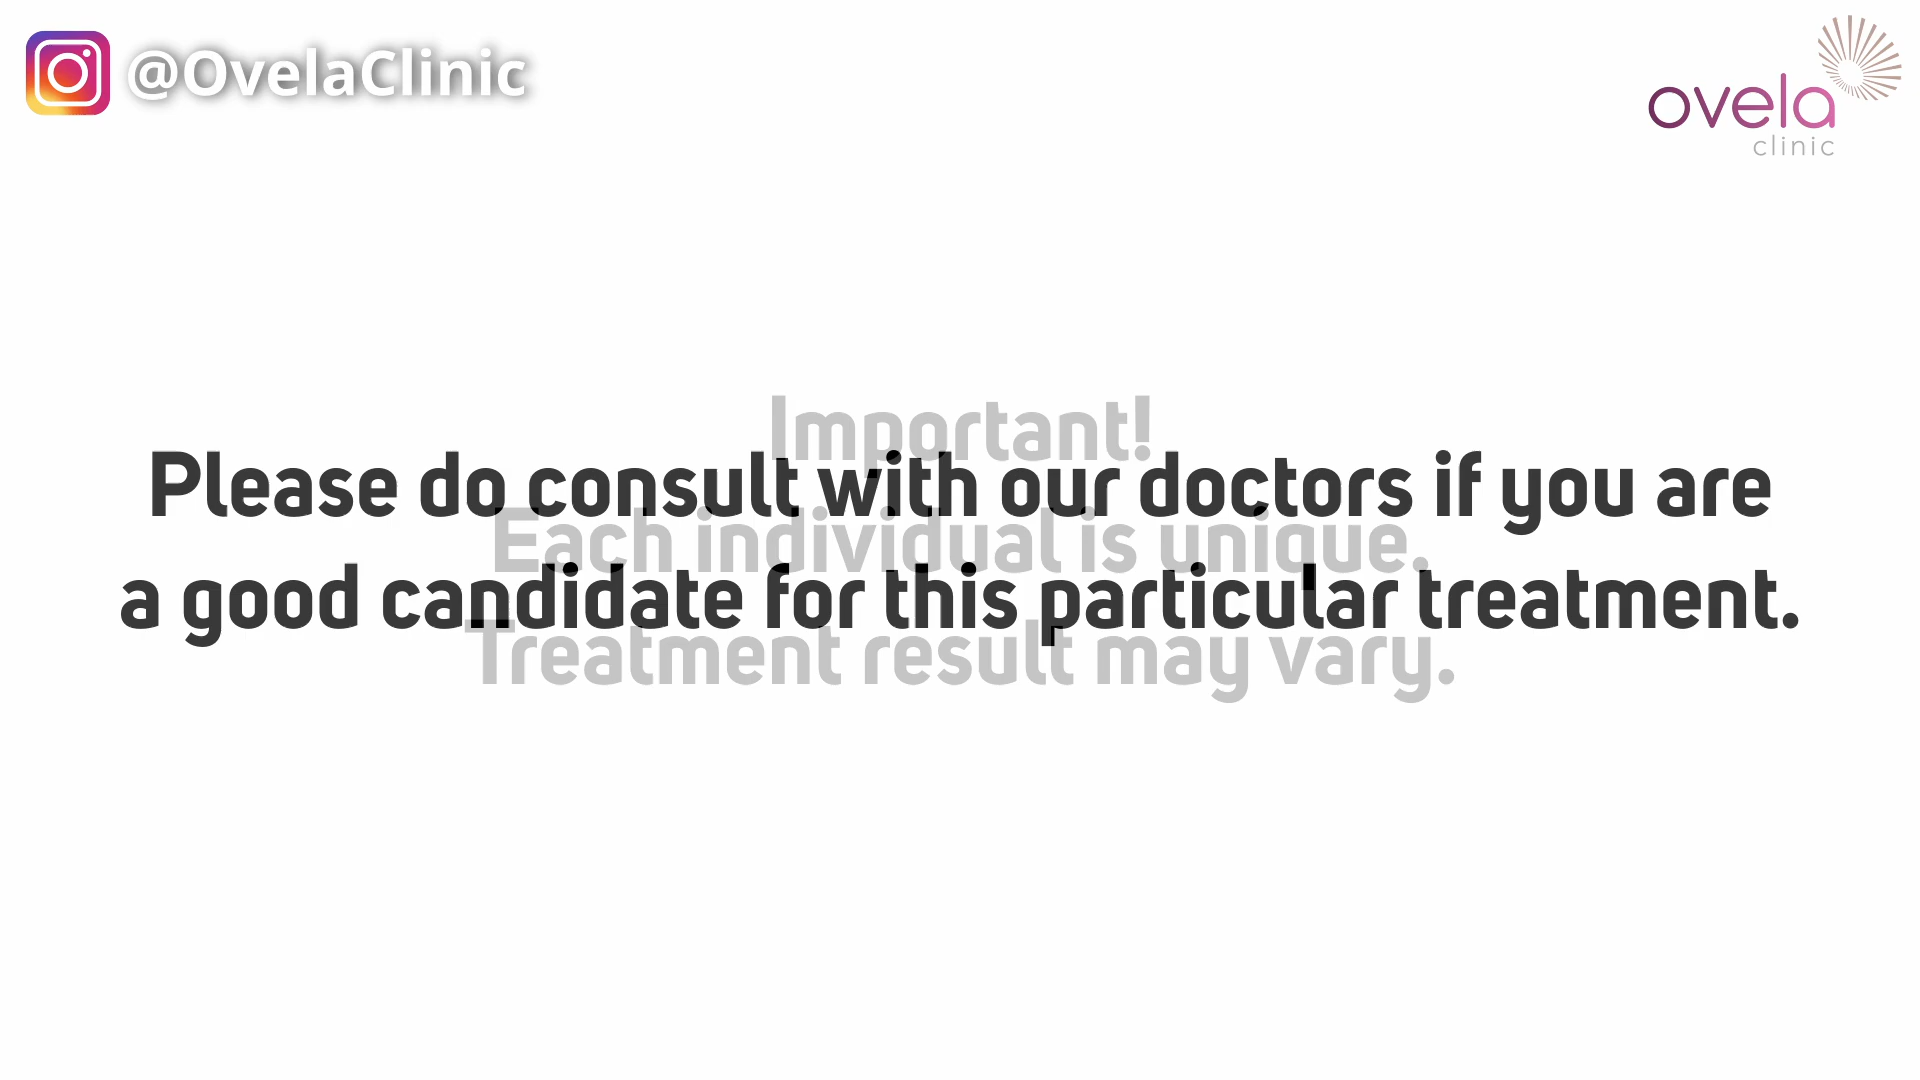 @OvelaClinic
ovela
clinic
Important!
Please do consult with our doctors if you are
Each individual is unique.
a good candidate for this particular treatment.
Treatment result may vary.